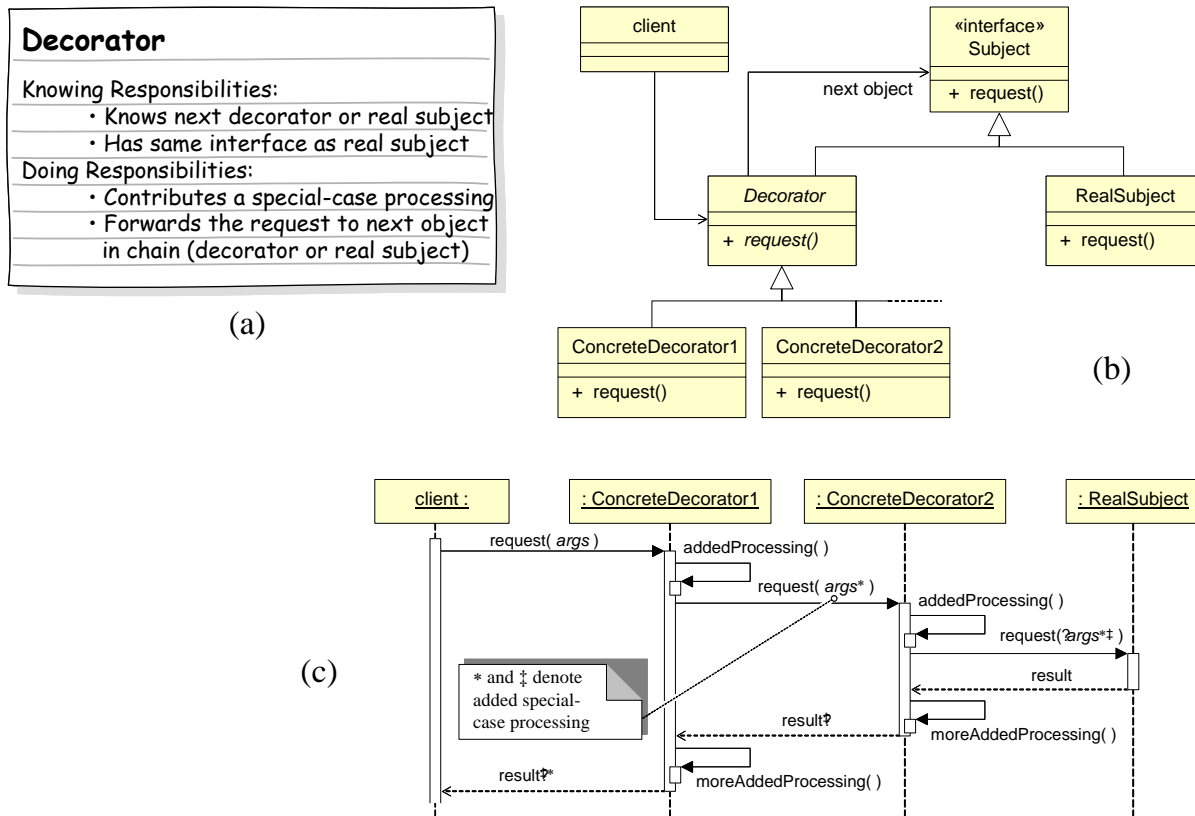 Decorator
Knowing Responsibilities:
• Knows next decorator or real subject
• Has same interface as real subject
Doing Responsibilities:
• Contributes a special-case processing
• Forwards the request to next object
in chain (decorator or real subject)
(a)
client
«interface»
Subject
+ request()
next object
Decorator
+ request()
RealSubject
+ request()
ConcreteDecorator1
+ request()
ConcreteDecorator2
+ request()
(b)
client :
: ConcreteDecorator1
: ConcreteDecorator2
: RealSubject
request( args )
addedProcessing( )
request( args* )
addedProcessing( )
request( args*‡ )
result
moreAddedProcessing( )
result
moreAddedProcessing( )
result
* and ‡ denote
added special-
case processing
(c)